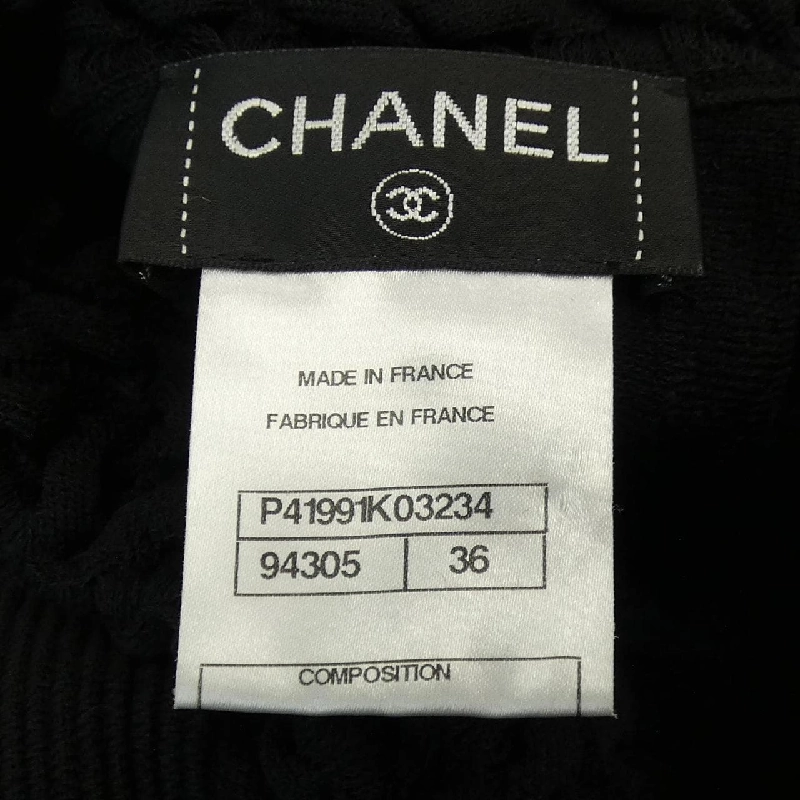 CHANEL
MADE IN FRANCE
FABRIQUE EN FRANCE
P41991K03234
94305 36
COMPOSITION